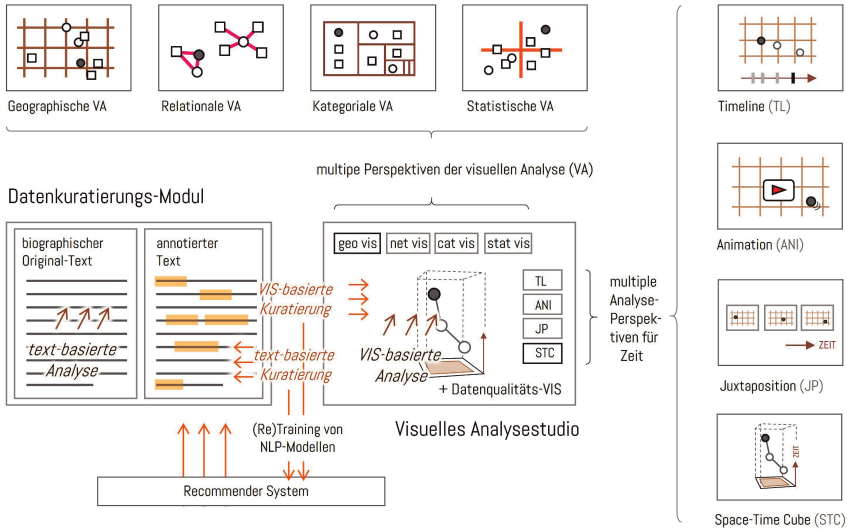 Geographische VA
Relationale VA
Kategoriale VA
Statistische VA
Timeline (TL)
multipe Perspektiven der visuellen Analyse (VA)
Datenkuratierungs-Modul
biographischer
Original-Text
annotierter
Text
text-basierte
Analyse
VIS-basierte
Kuratierung
text-basierte
Kuratierung
geo vis
net vis
cat vis
stat vis
TL
ANI
JP
STC
VIS-basierte
Analyse
+ Datenqualitäts-VIS
Visuelles Analysestudio
multiple
Analyse-
Perspek-
tiven für
Zeit
(Re)Training von
NLP-Modellen
Recommender System
Animation (ANI)
ZEIT
Juxtaposition (JP)
ZEIT
Space-Time Cube (STC)